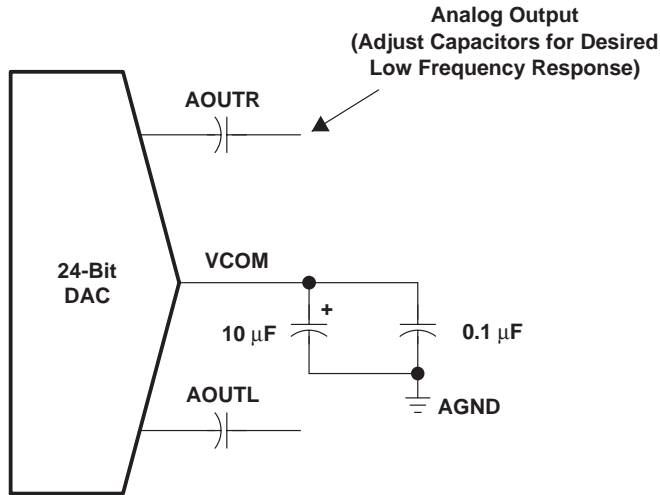 Analog Output
(Adjust Capacitors for Desired
Low Frequency Response)
AOUTR
24-Bit
DAC
VCOM
+
10 μF
0.1 μF
AOUTL
AGND